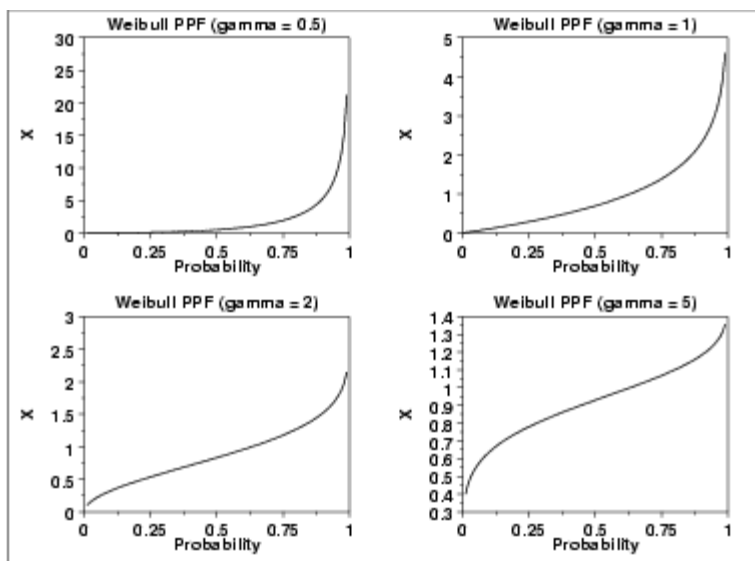 Weibull PPF (gamma = 0.5)
30
25
20
15
10
5
0
X
0 0.25 0.5 0.75 1
Probability
Weibull PPF (gamma = 1)
5
4
3
2
1
0
X
0 0.25 0.5 0.75 1
Probability
Weibull PPF (gamma = 2)
3
2.5
2
1.5
1
0.5
0
X
0 0.25 0.5 0.75 1
Probability
Weibull PPF (gamma = 5)
1.4
1.3
1.2
1.1
1
0.9
0.8
0.7
0.6
0.5
0.4
0.3
X
0 0.25 0.5 0.75 1
Probability